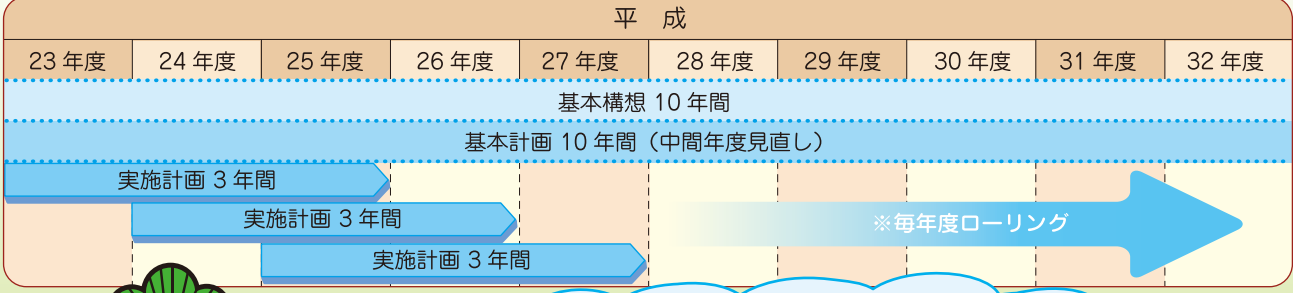 平 成
23 年度 24 年度 25 年度 26 年度 27 年度 28 年度 29 年度 30 年度 31 年度 32 年度
基本構想 10 年間
基本計画 10 年間（中間年度見直し）
実施計画 3 年間
実施計画 3 年間
※毎年度ローリング
実施計画 3 年間